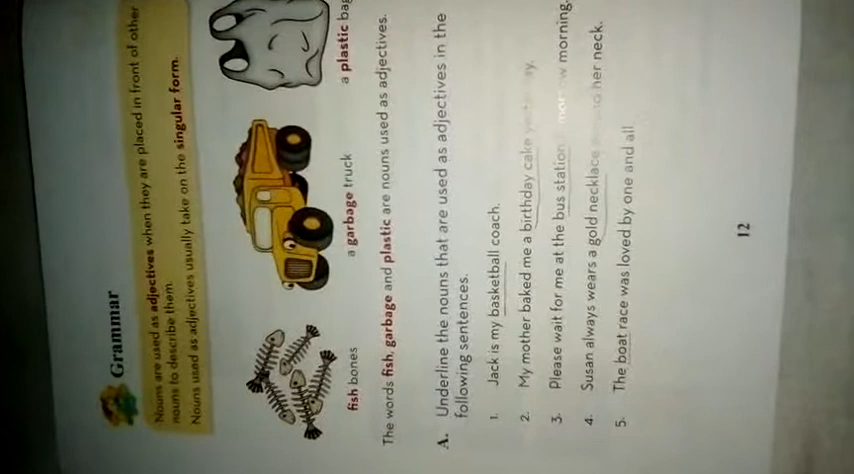 Grammar
Nouns are used as adjectives when they are placed in front of other
nouns to describe them.
Nouns used as adjectives usually take on the singular form.
fish bones
a garbage truck
a plastic bag
The words fish, garbage and plastic are nouns used as adjectives.
A. Underline the nouns that are used as adjectives in the
following sentences.
1. Jack is my basketball coach.
2. My mother baked me a birthday cake
3. Please wait for me at the bus station morning.
4. Susan always wears a gold necklace her neck.
5. The boat race was loved by one and all
12